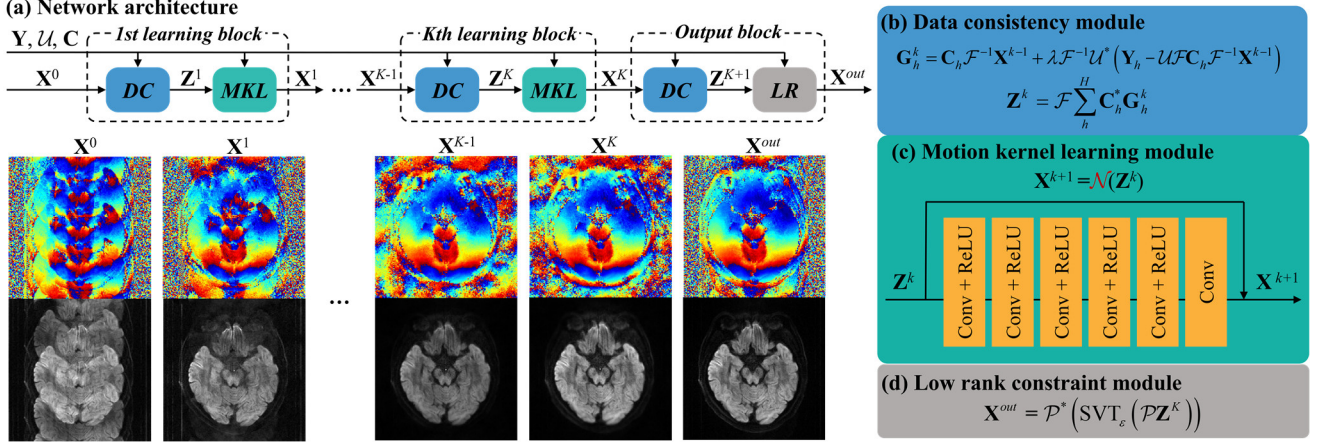 (a) Network architecture
1st learning block
Kth learning block
Output block
Y, 𝒰, C
X⁰ DC Z¹ MKL X¹ ··· X^{K-1} DC Z^K MKL X^K DC Z^{K+1} LR X^{out}
X⁰ X¹ X^{K-1} X^K X^{out}
...
(b) Data consistency module
G_h^k = C_h ℱ^{-1} X^{k-1} + λℱ^{-1} 𝒰^* (Y_h - 𝒰ℱC_h ℱ^{-1} X^{k-1})
Z^k = ℱ ∑_h^H C_h^* G_h^k
(c) Motion kernel learning module
X^{k+1} = 𝒩(Z^k)
Z^k
Conv + ReLU
Conv + ReLU
Conv + ReLU
Conv + ReLU
Conv + ReLU
Conv
X^{k+1}
(d) Low rank constraint module
X^{out} = 𝒫^* (SVT_ε (𝒫Z^K))